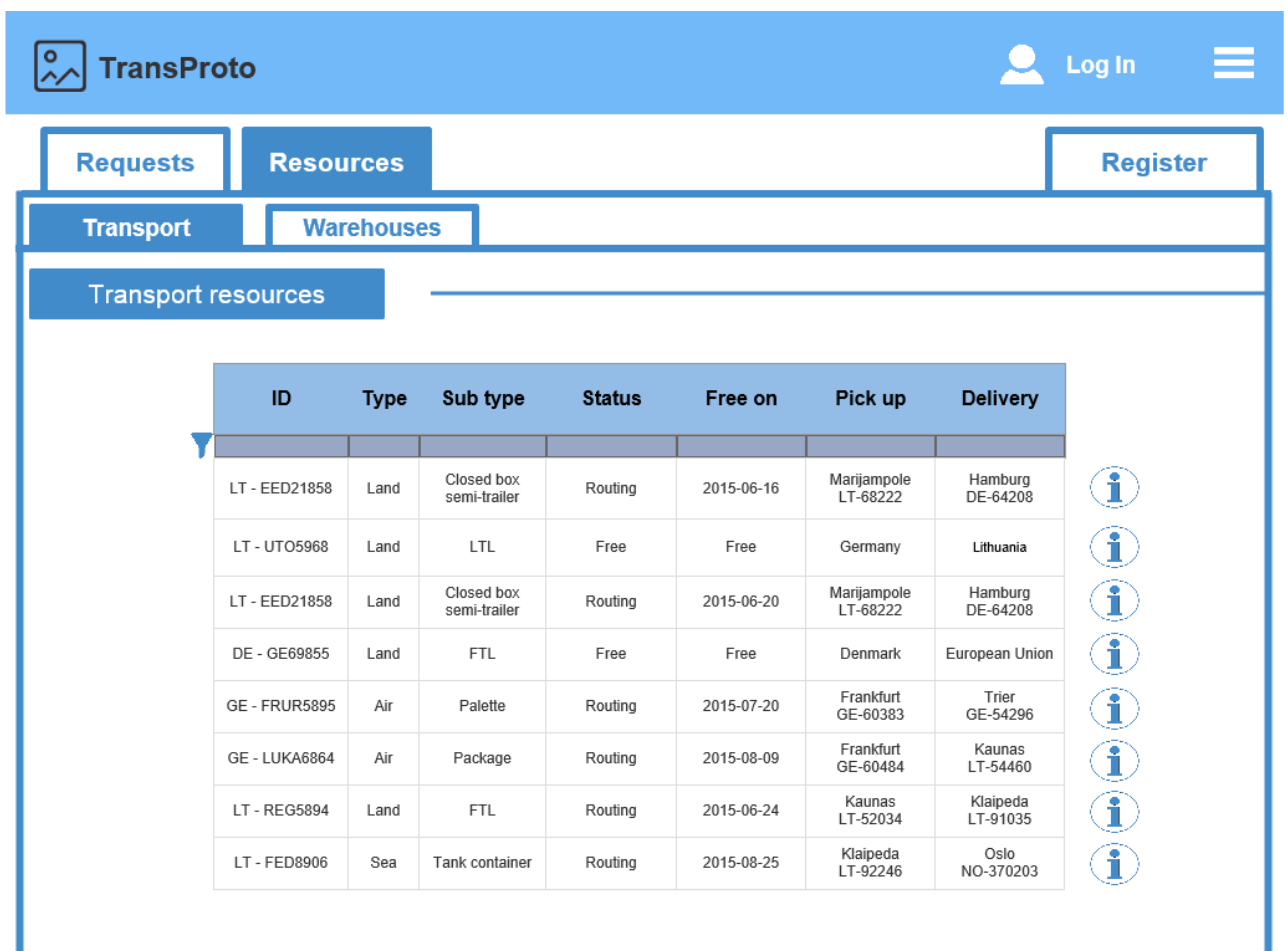 TransProto
Log In
Requests
Resources
Register
Transport
Warehouses
Transport resources
ID Type Sub type Status Free on Pick up Delivery
LT - EED21858 Land Closed box semi-trailer Routing 2015-06-16 Marijampole LT-68222 Hamburg DE-64208
LT - UTO5968 Land LTL Free Free Germany Lithuania
LT - EED21858 Land Closed box semi-trailer Routing 2015-06-20 Marijampole LT-68222 Hamburg DE-64208
DE - GE69855 Land FTL Free Free Denmark European Union
GE - FRUR5895 Air Palette Routing 2015-07-20 Frankfurt GE-60383 Trier GE-54296
GE - LUKA6864 Air Package Routing 2015-08-09 Frankfurt GE-60484 Kaunas LT-54460
LT - REG5894 Land FTL Routing 2015-06-24 Kaunas LT-52034 Klaipeda LT-91035
LT - FED8906 Sea Tank container Routing 2015-08-25 Klaipeda LT-92246 Oslo NO-370203